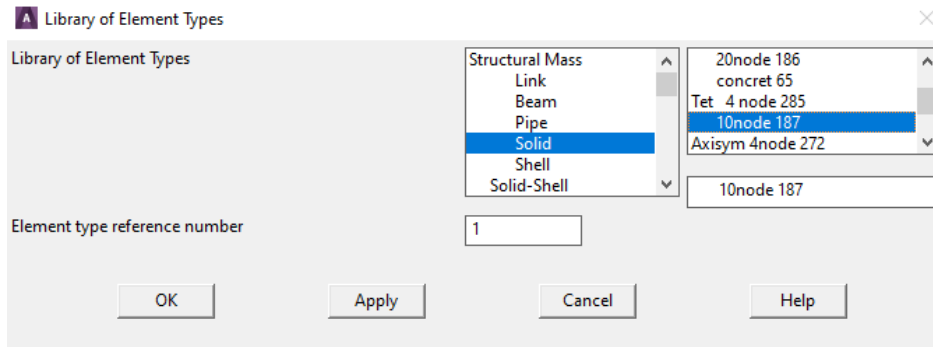 Library of Element Types
Library of Element Types
Structural Mass
Link
Beam
Pipe
Solid
Shell
Solid-Shell
20node 186
concret 65
Tet 4 node 285
10node 187
Axisym 4node 272
10node 187
Element type reference number
1
OK
Apply
Cancel
Help